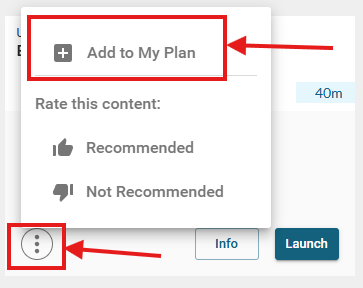 Add to My Plan
40m
Rate this content:
Recommended
Not Recommended
Info
Launch